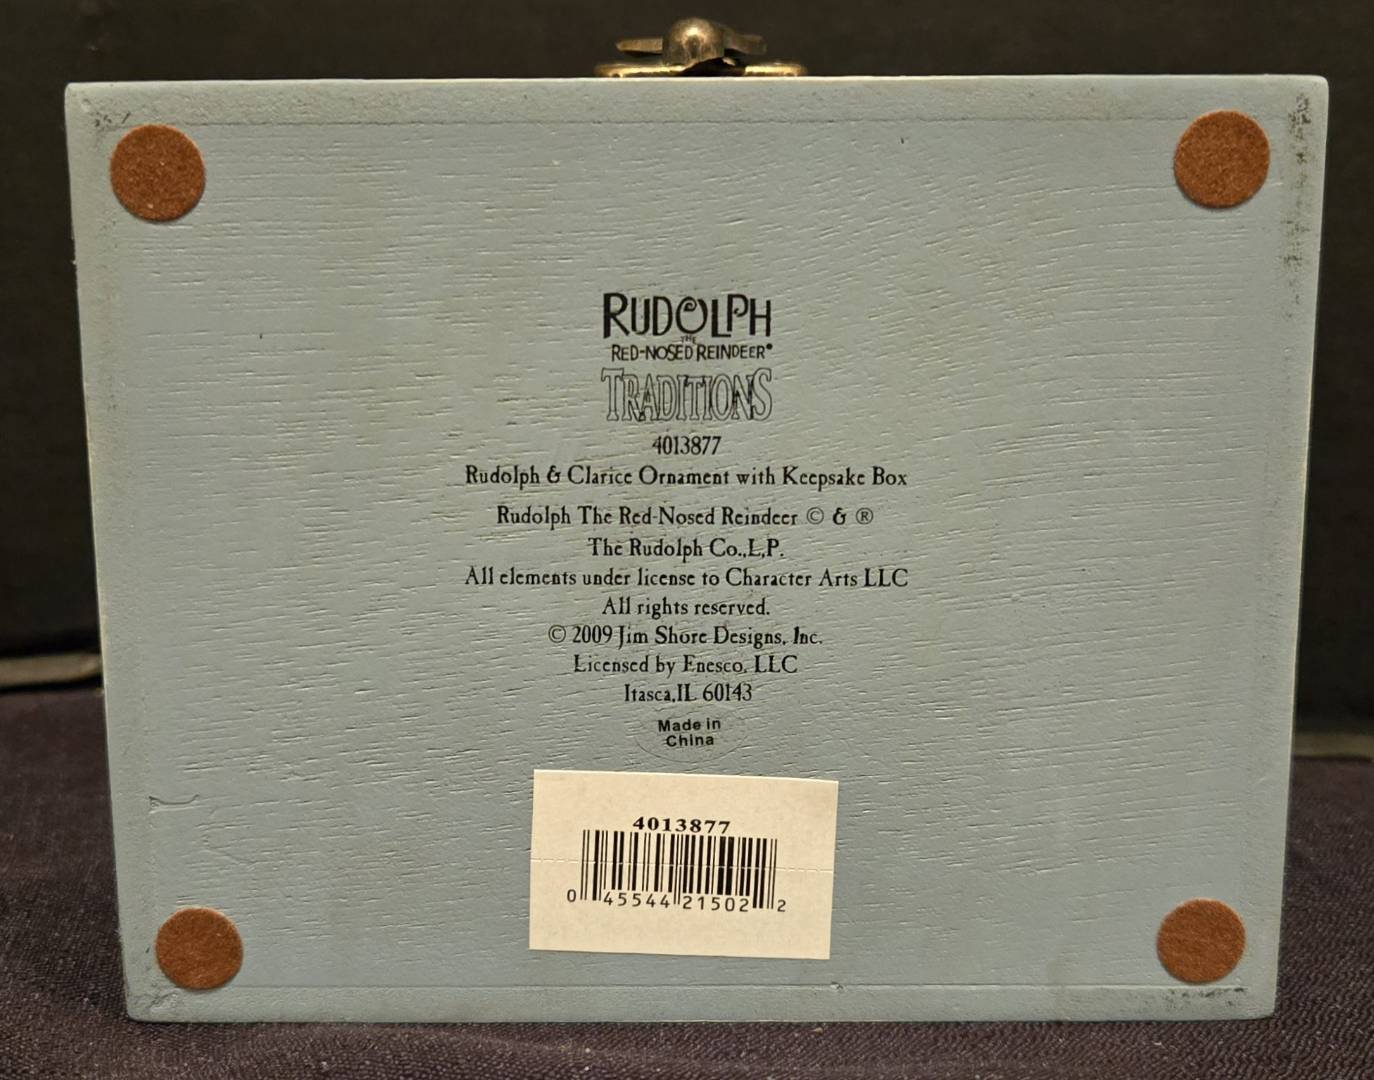 RUDOLPH
THE
RED-NOSED REINDEER®
TRADITIONS
4013877
Rudolph & Clarice Ornament with Keepsake Box
Rudolph The Red-Nosed Reindeer © & ®
The Rudolph Co.,L.P.
All elements under license to Character Arts LLC
All rights reserved.
© 2009 Jim Shore Designs, Inc.
Licensed by Enesco, LLC
Itasca,IL 60143
Made in
China
4013877
0 45544 21502 2